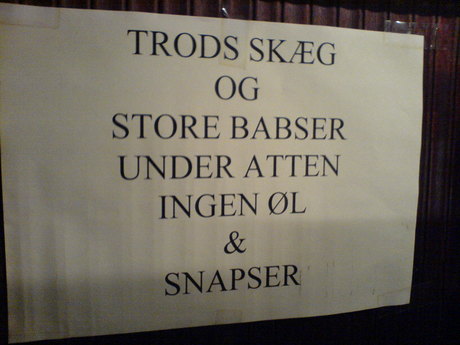 TRODS SKÆG
OG
STORE BABSER
UNDER ATTEN
INGEN ØL
&
SNAPSER